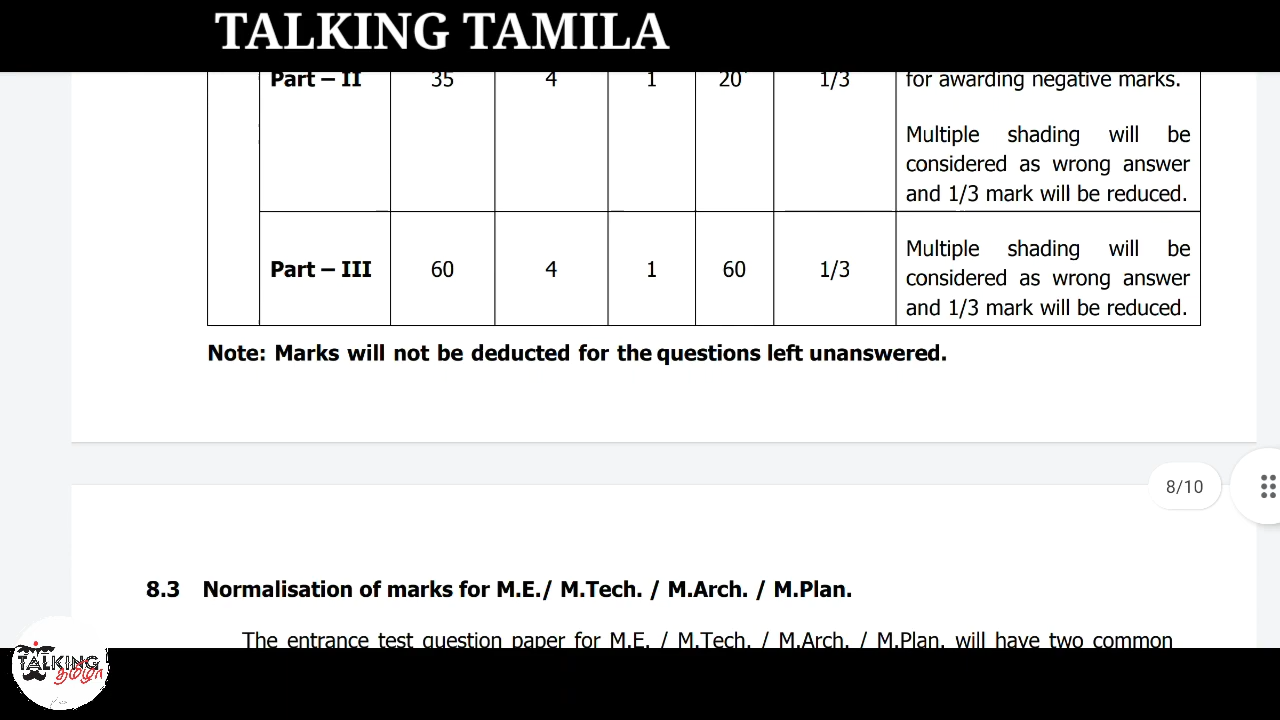 TALKING TAMILA
Part – II 35 4 1 20 1/3 for awarding negative marks.
Multiple shading will be
considered as wrong answer
and 1/3 mark will be reduced.
Part – III 60 4 1 60 1/3 Multiple shading will be
considered as wrong answer
and 1/3 mark will be reduced.
Note: Marks will not be deducted for the questions left unanswered.
8/10
8.3 Normalisation of marks for M.E./ M.Tech. / M.Arch. / M.Plan.
The entrance test question paper for M.E. / M.Tech. / M.Arch. / M.Plan. will have two common
TALKING
தமிழா